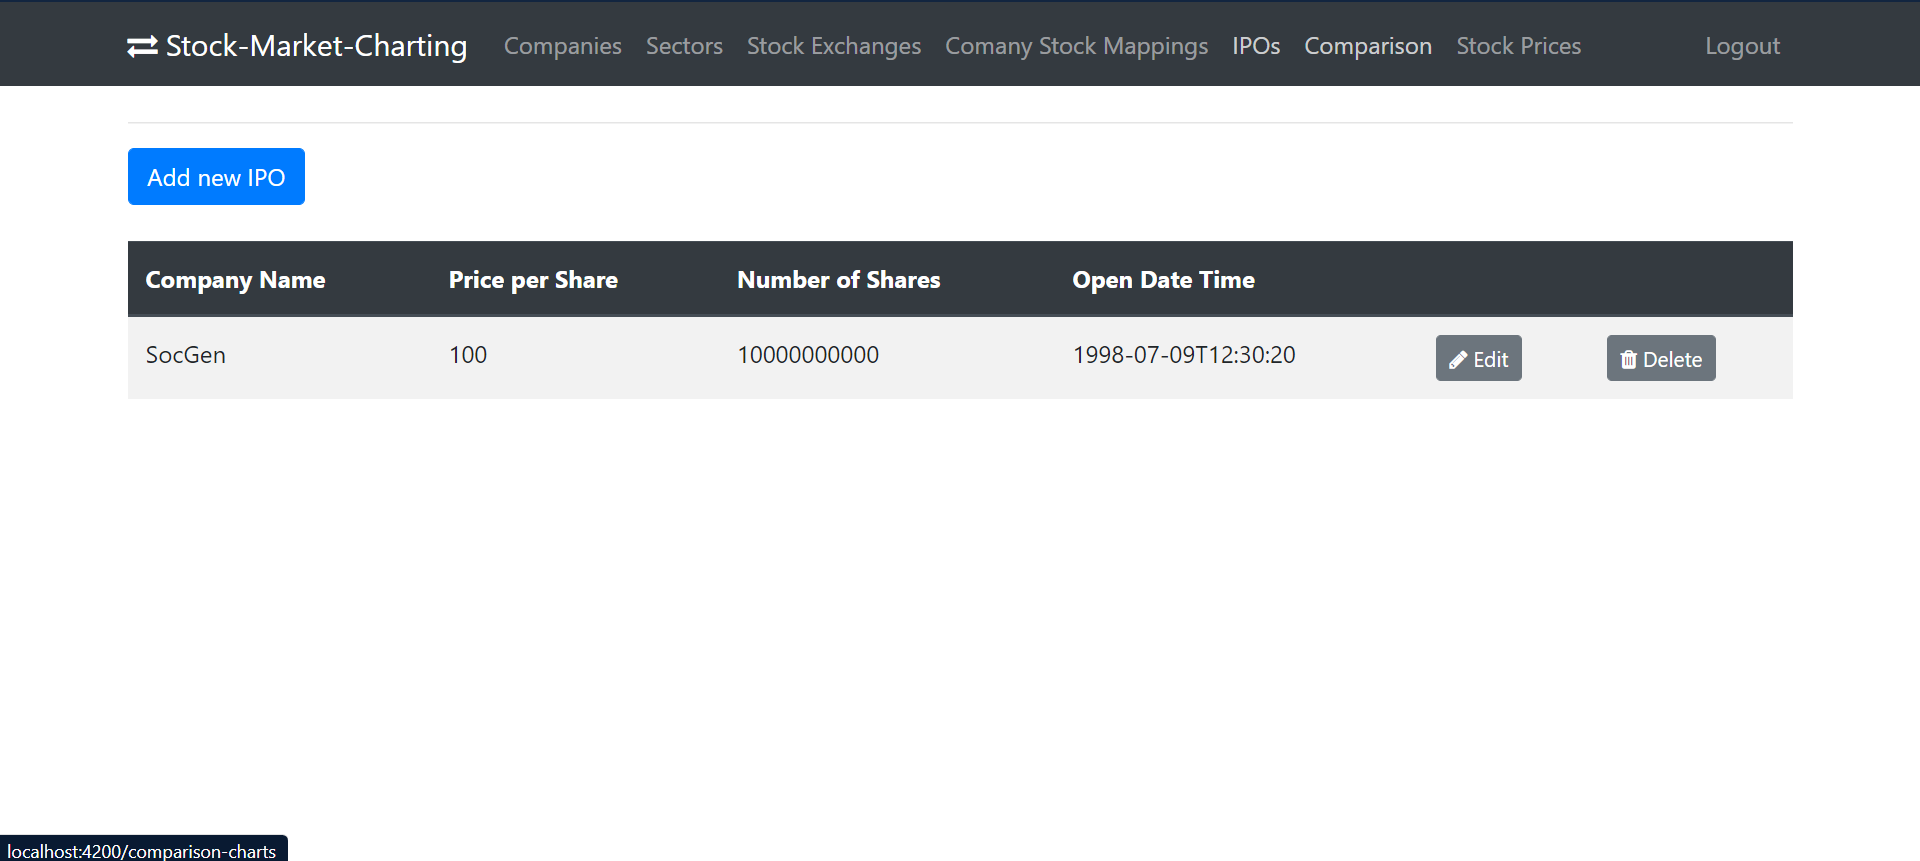 Stock-Market-Charting Companies Sectors Stock Exchanges Comany Stock Mappings IPOs Comparison Stock Prices Logout
Add new IPO
Company Name Price per Share Number of Shares Open Date Time
SocGen 100 10000000000 1998-07-09T12:30:20 Edit Delete
localhost:4200/comparison-charts